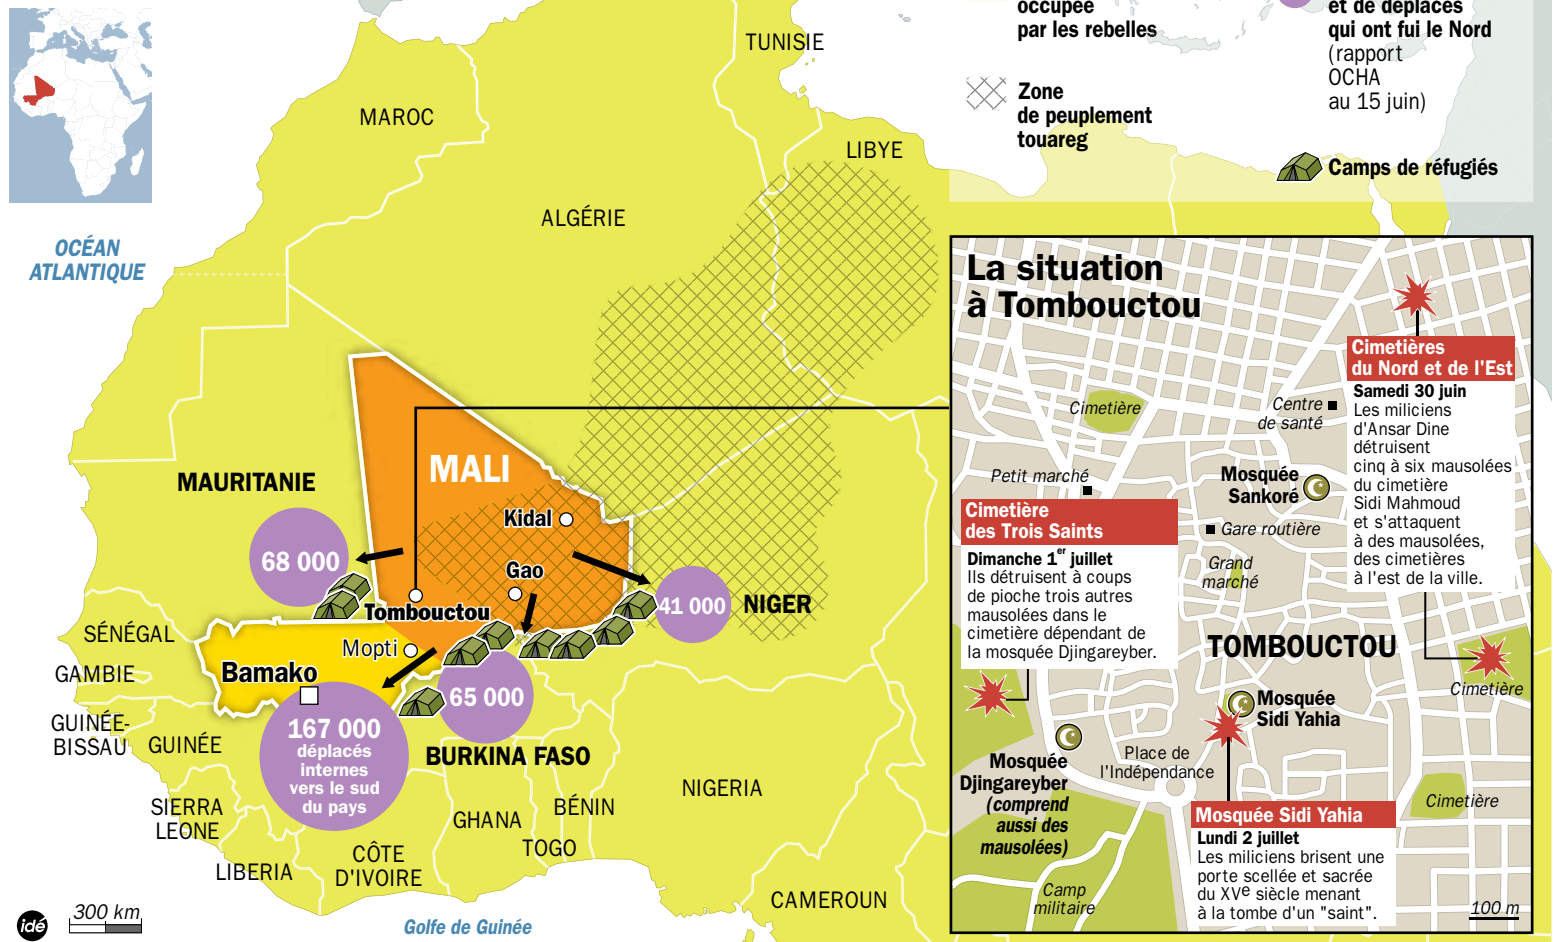 occupée
par les rebelles
et de déplacés
qui ont fui le Nord
(rapport
OCHA
au 15 juin)
Zone
de peuplement
touareg
Camps de réfugiés
TUNISIE
MAROC
LIBYE
ALGÉRIE
OCÉAN
ATLANTIQUE
MAURITANIE
MALI
Kidal
Gao
68 000
Tombouctou
41 000
NIGER
SÉNÉGAL
Mopti
GAMBIE
Bamako
65 000
GUINÉE-
BISSAU
GUINÉE
167 000
déplacés
internes
vers le sud
du pays
BURKINA FASO
NIGERIA
SIERRA
LEONE
GHANA
BÉNIN
TOGO
LIBERIA
CÔTE
D'IVOIRE
CAMEROUN
Golfe de Guinée
idé
300 km
La situation
à Tombouctou
Cimetières
du Nord et de l'Est
Samedi 30 juin
Les miliciens
d'Ansar Dine
détruisent
cinq à six mausolées
du cimetière
Sidi Mahmoud
et s'attaquent
à des mausolées,
des cimetières
à l'est de la ville.
Cimetière
Centre
de santé
Petit marché
Mosquée
Sankoré
Cimetière
des Trois Saints
Dimanche 1er juillet
Ils détruisent à coups
de pioche trois autres
mausolées dans le
cimetière dépendant de
la mosquée Djingareyber.
Gare routière
Grand
marché
TOMBOUCTOU
Cimetière
Mosquée
Sidi Yahia
Mosquée
Djingareyber
(comprend
aussi des
mausolées)
Place de
l'Indépendance
Cimetière
Mosquée Sidi Yahia
Lundi 2 juillet
Les miliciens brisent une
porte scellée et sacrée
du XVe siècle menant
à la tombe d'un "saint".
Camp
militaire
100 m